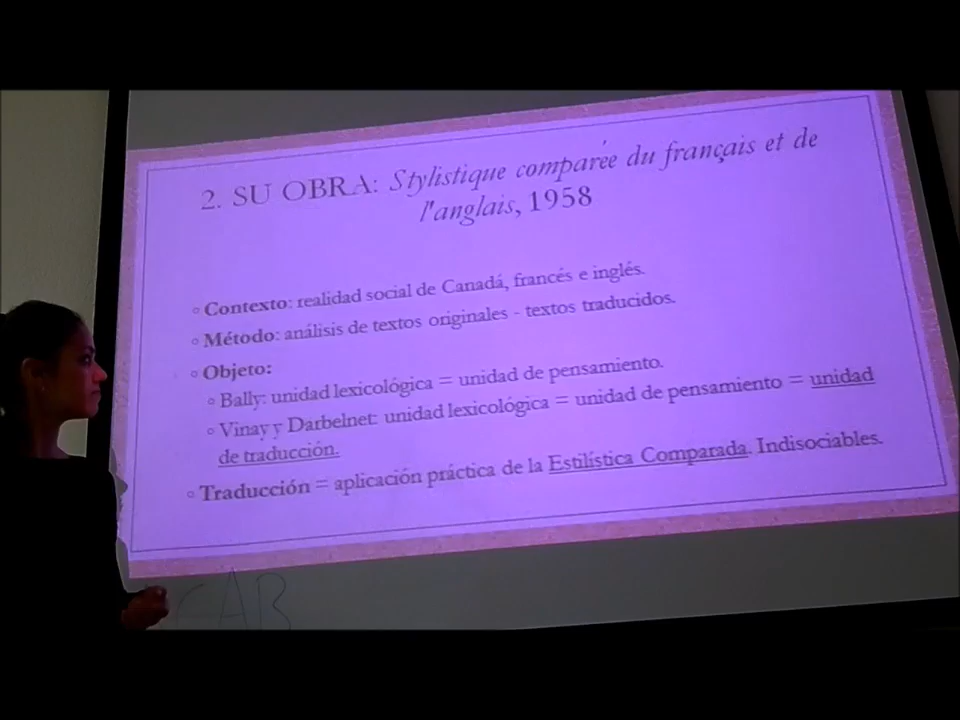 2. SU OBRA: Stylistique comparée du français et de
l'anglais, 1958
◦ Contexto: realidad social de Canadá, francés e inglés.
◦ Método: análisis de textos originales - textos traducidos.
◦ Objeto:
◦ Bally: unidad lexicológica = unidad de pensamiento.
◦ Vinay y Darbelnet: unidad lexicológica = unidad de pensamiento = unidad
de traducción.
◦ Traducción = aplicación práctica de la Estilística Comparada. Indisociables.